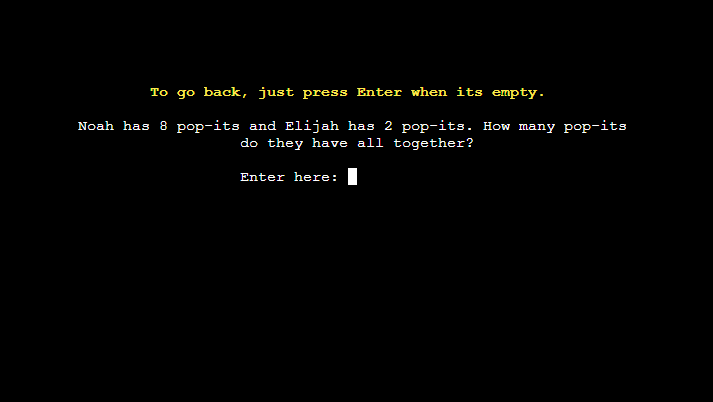 To go back, just press Enter when its empty.
Noah has 8 pop-its and Elijah has 2 pop-its. How many pop-its
do they have all together?
Enter here: